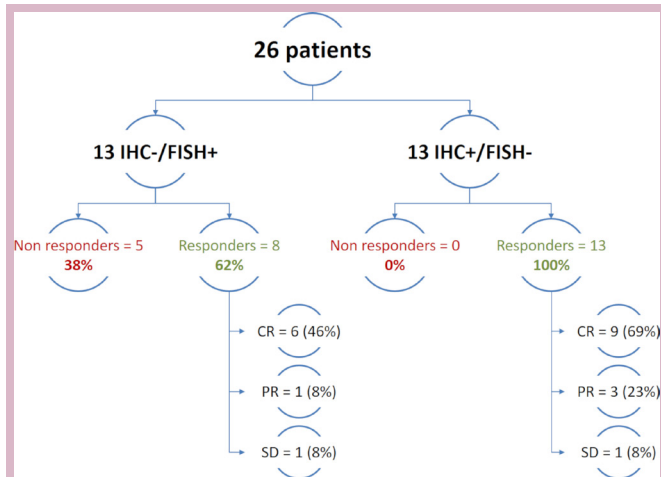 26 patients
13 IHC-/FISH+
13 IHC+/FISH-
Non responders = 5
38%
Responders = 8
62%
Non responders = 0
0%
Responders = 13
100%
CR = 6 (46%)
PR = 1 (8%)
SD = 1 (8%)
CR = 9 (69%)
PR = 3 (23%)
SD = 1 (8%)